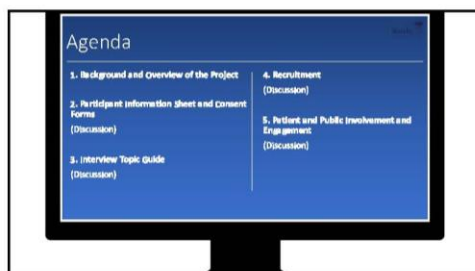 Agenda
1. Background and Overview of the Project
2. Participant Information Sheet and Consent
Forms
(Discussion)
3. Interview Topic Guide
(Discussion)
4. Recruitment
(Discussion)
5. Patient and Public Involvement and
Engagement
(Discussion)